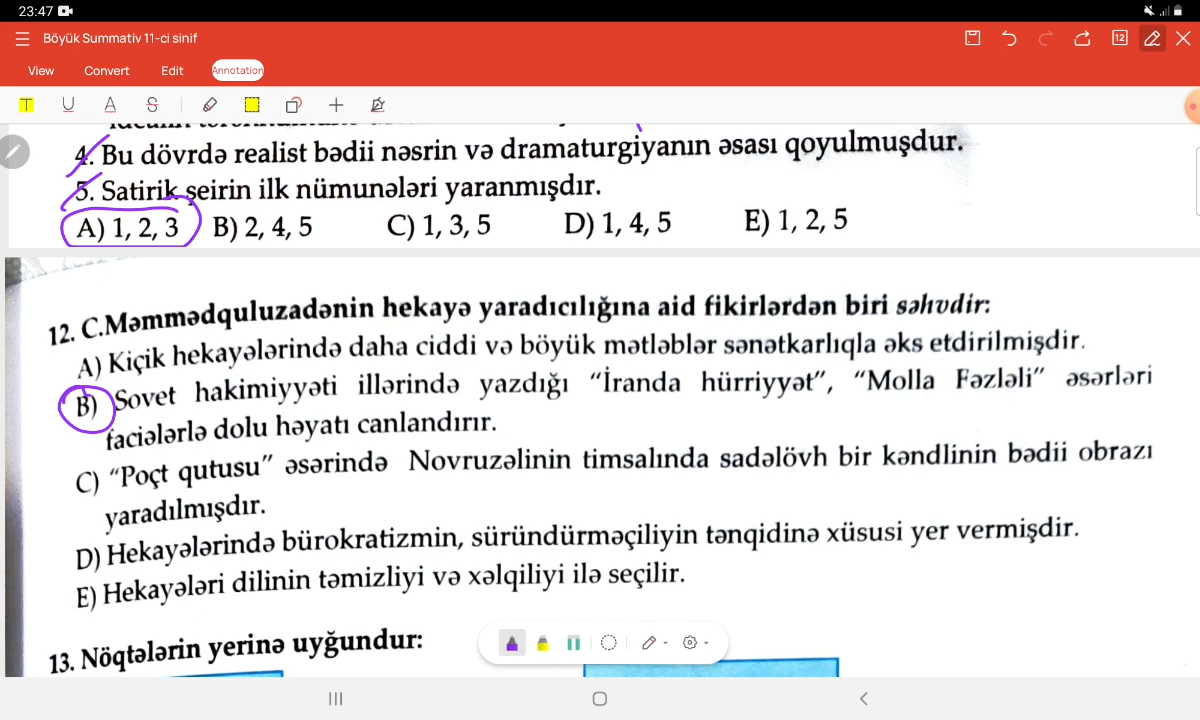 23:47
Böyük Summativ 11-ci sinif
12
View Convert Edit Annotation
T U A S
4. Bu dövrdə realist bədii nəsrin və dramaturgiyanın əsası qoyulmuşdur.
5. Satirik şeirin ilk nümunələri yaranmışdır.
A) 1, 2, 3 B) 2, 4, 5 C) 1, 3, 5 D) 1, 4, 5 E) 1, 2, 5
12. C.Məmmədquluzadənin hekayə yaradıcılığına aid fikirlərdən biri səhvdir:
A) Kiçik hekayələrində daha ciddi və böyük mətləblər sənətkarlıqla əks etdirilmişdir.
B) Sovet hakimiyyəti illərində yazdığı “İranda hürriyyət”, “Molla Fəzləli” əsərləri
faciələrlə dolu həyatı canlandırır.
C) “Poçt qutusu” əsərində Novruzəlinin timsalında sadəlövh bir kəndlinin bədii obrazı
yaradılmışdır.
D) Hekayələrində bürokratizmin, süründürməçiliyin tənqidinə xüsusi yer vermişdir.
E) Hekayələri dilinin təmizliyi və xəlqiliyi ilə seçilir.
13. Nöqtələrin yerinə uyğundur: